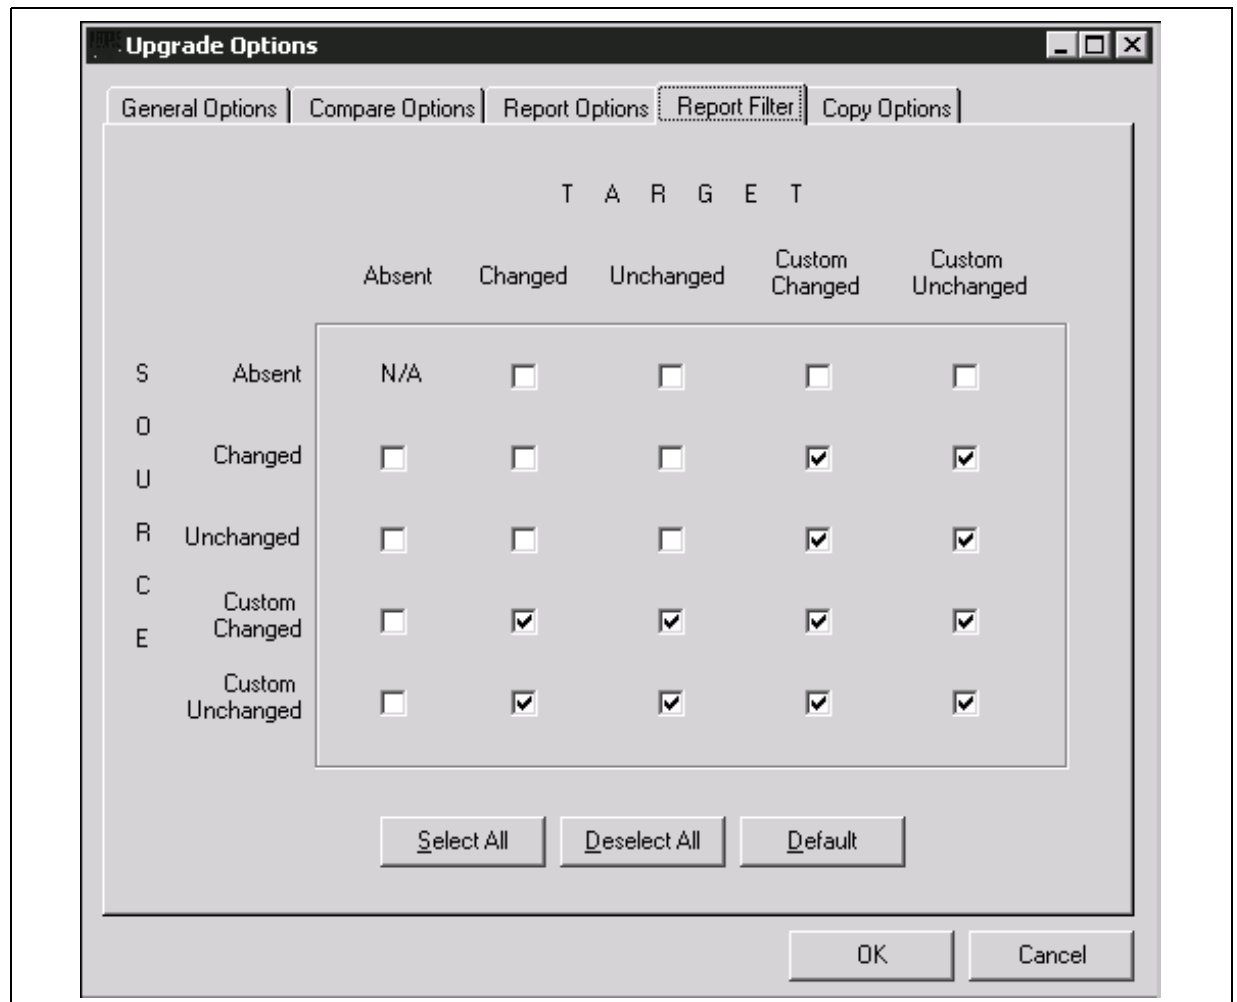 Upgrade Options
General Options Compare Options Report Options Report Filter Copy Options
T A R G E T
Absent Changed Unchanged Custom Changed Custom Unchanged
S O U R C E
Absent N/A
Changed
Unchanged
Custom
Changed
Custom
Unchanged
Select All Deselect All Default
OK Cancel